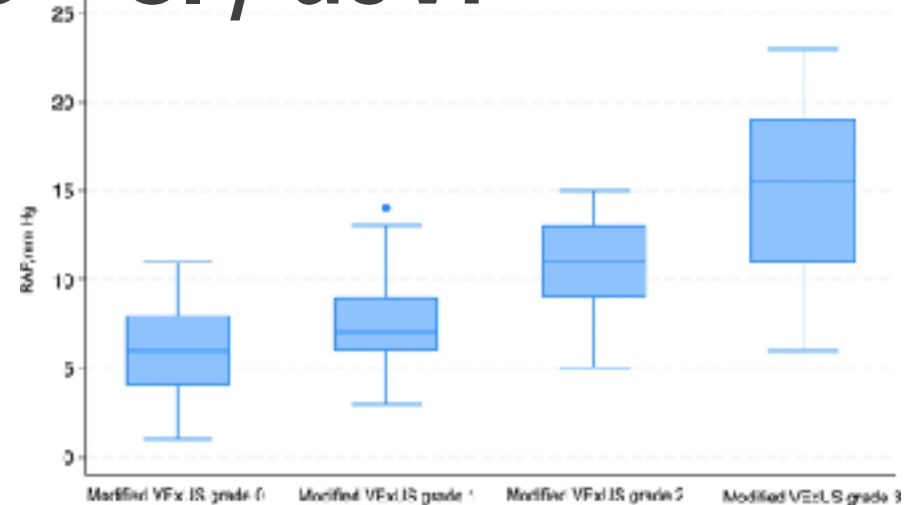 25
20
15
10
5
0
RAP, mm Hg
Modified VExUS grade 0
Modified VExUS grade 1
Modified VExUS grade 2
Modified VExUS grade 3